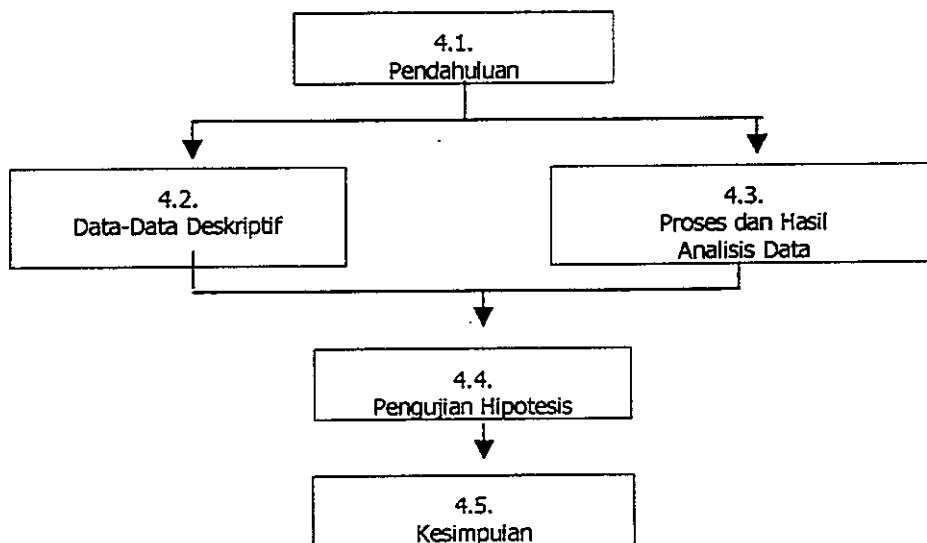 4.1.
Pendahuluan
4.2.
Data-Data Deskriptif
4.3.
Proses dan Hasil
Analisis Data
4.4.
Pengujian Hipotesis
4.5.
Kesimpulan